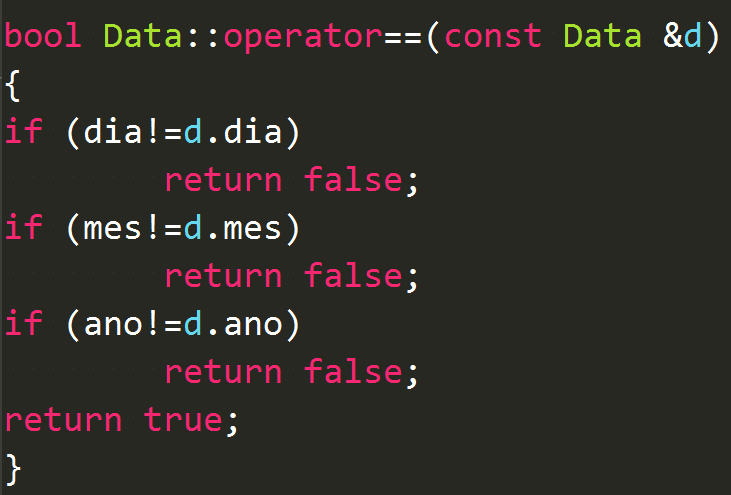 bool Data::operator==(const Data &d)
{
if (dia!=d.dia)
        return false;
if (mes!=d.mes)
        return false;
if (ano!=d.ano)
        return false;
return true;
}